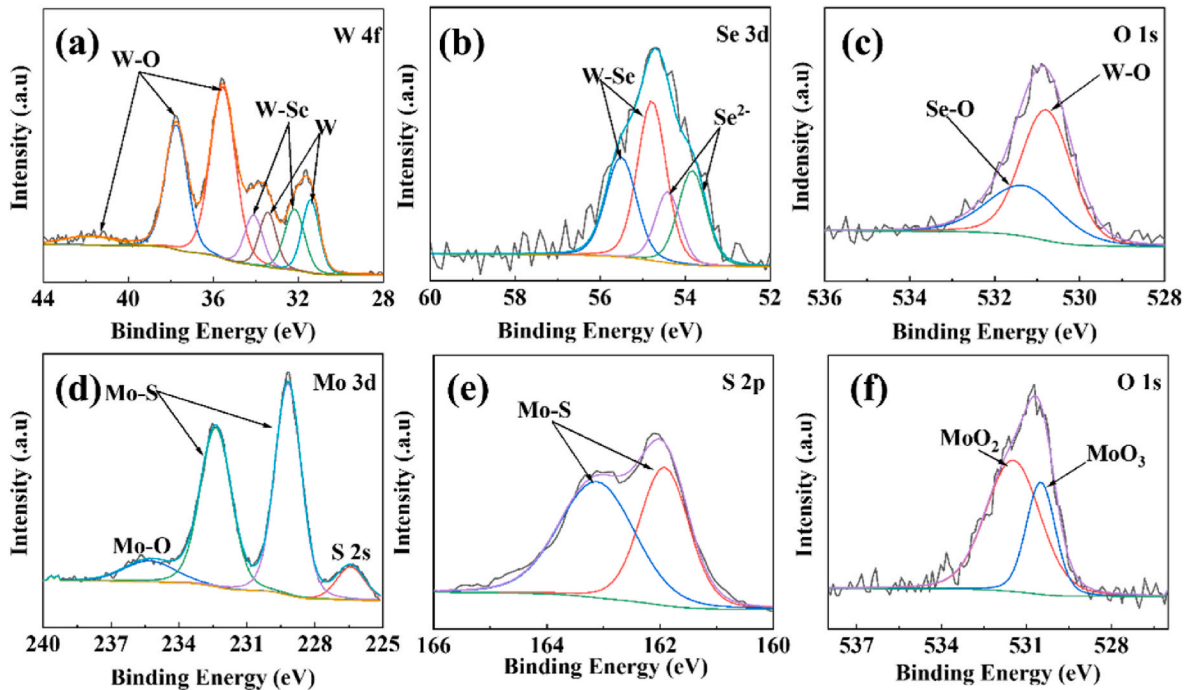 (a)
W 4f
W-O
W-Se
W
Intensity (.a.u)
44 40 36 32 28
Binding Energy (eV)
(b)
Se 3d
W-Se
Se2-
Intensity (.a.u)
60 58 56 54 52
Binding Energy (eV)
(c)
O 1s
W-O
Se-O
Indensity (.a.u)
536 534 532 530 528
Binding Energy (eV)
(d)
Mo 3d
Mo-S
Mo-O
S 2s
Intensity (.a.u)
240 237 234 231 228 225
Binding Energy (eV)
(e)
S 2p
Mo-S
Intensity (.a.u)
166 164 162 160
Binding Energy (eV)
(f)
O 1s
MoO2
MoO3
Intensity (.a.u)
537 534 531 528
Binding Energy (eV)